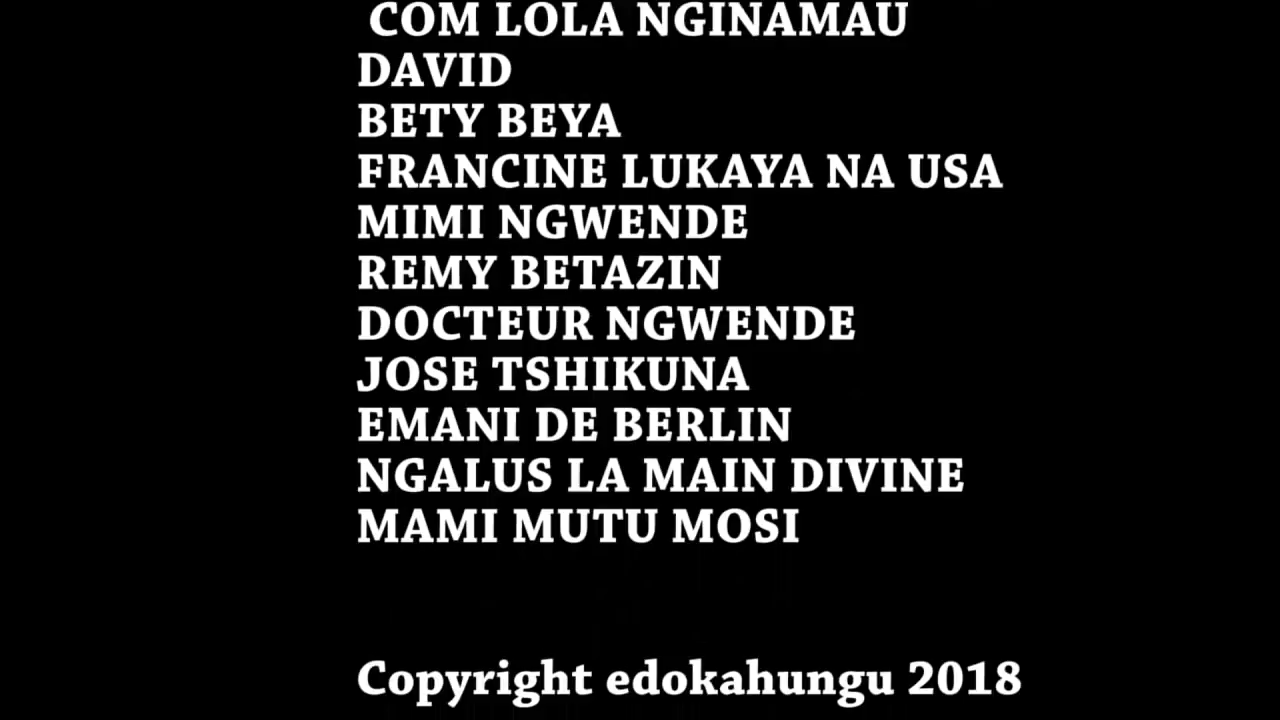 COM LOLA NGINAMAU
DAVID
BETY BEYA
FRANCINE LUKAYA NA USA
MIMI NGWENDE
REMY BETAZIN
DOCTEUR NGWENDE
JOSE TSHIKUNA
EMANI DE BERLIN
NGALUS LA MAIN DIVINE
MAMI MUTU MOSI
Copyright edokahungu 2018